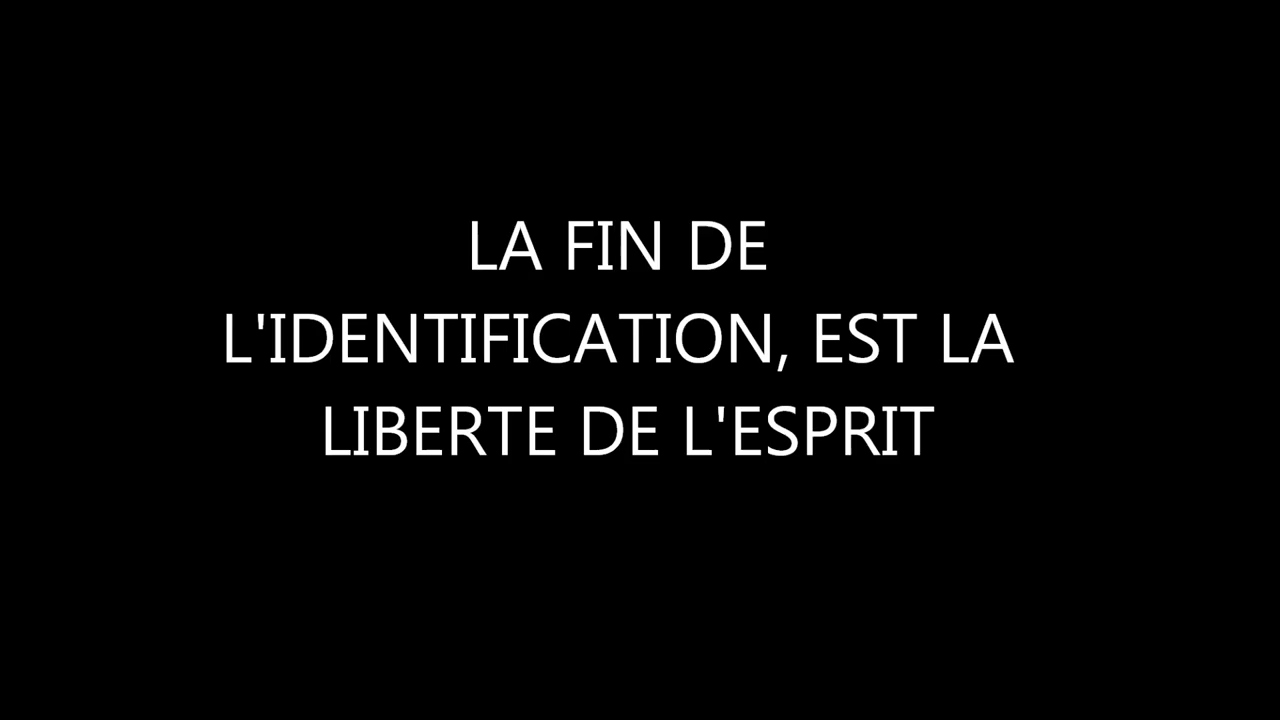 LA FIN DE
L'IDENTIFICATION, EST LA
LIBERTE DE L'ESPRIT